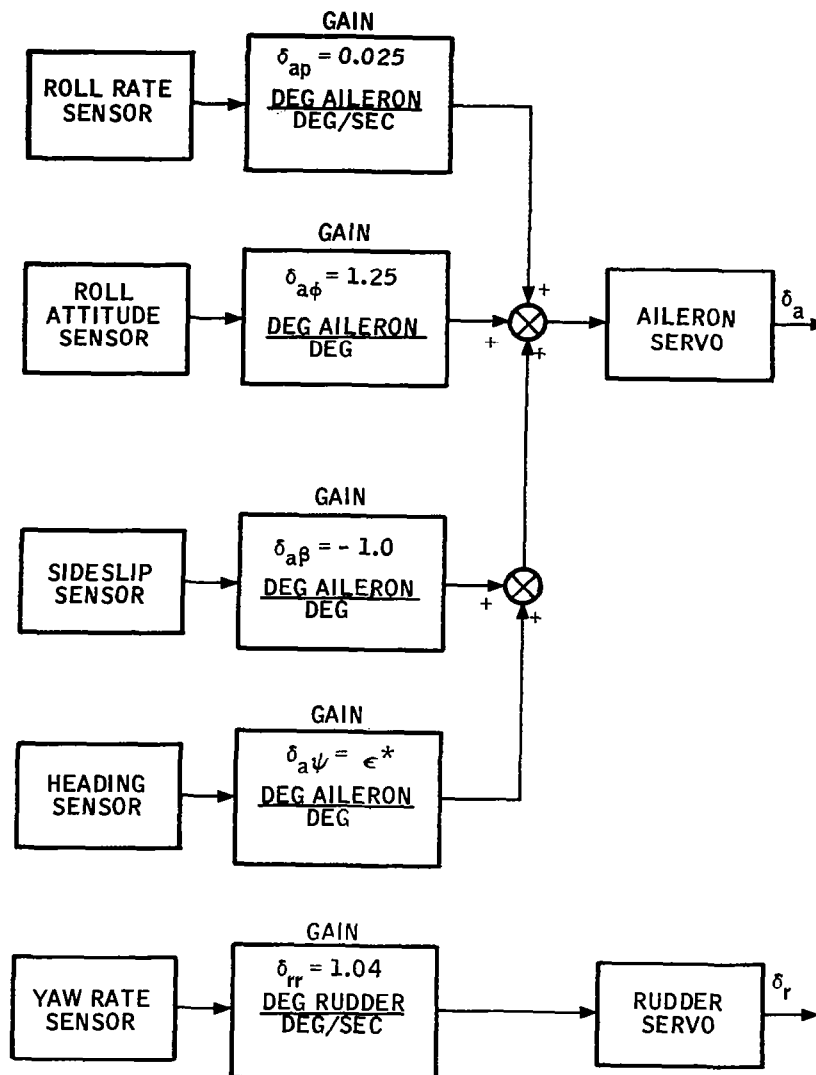 GAIN
ROLL RATE
SENSOR
δap = 0.025
DEG AILERON
DEG/SEC
+
GAIN
ROLL
ATTITUDE
SENSOR
δaϕ = 1.25
DEG AILERON
DEG
+
+
AILERON
SERVO
δa
GAIN
SIDESLIP
SENSOR
δaβ = - 1.0
DEG AILERON
DEG
+
+
GAIN
HEADING
SENSOR
δaψ = ϵ*
DEG AILERON
DEG
GAIN
YAW RATE
SENSOR
δrr = 1.04
DEG RUDDER
DEG/SEC
RUDDER
SERVO
δr